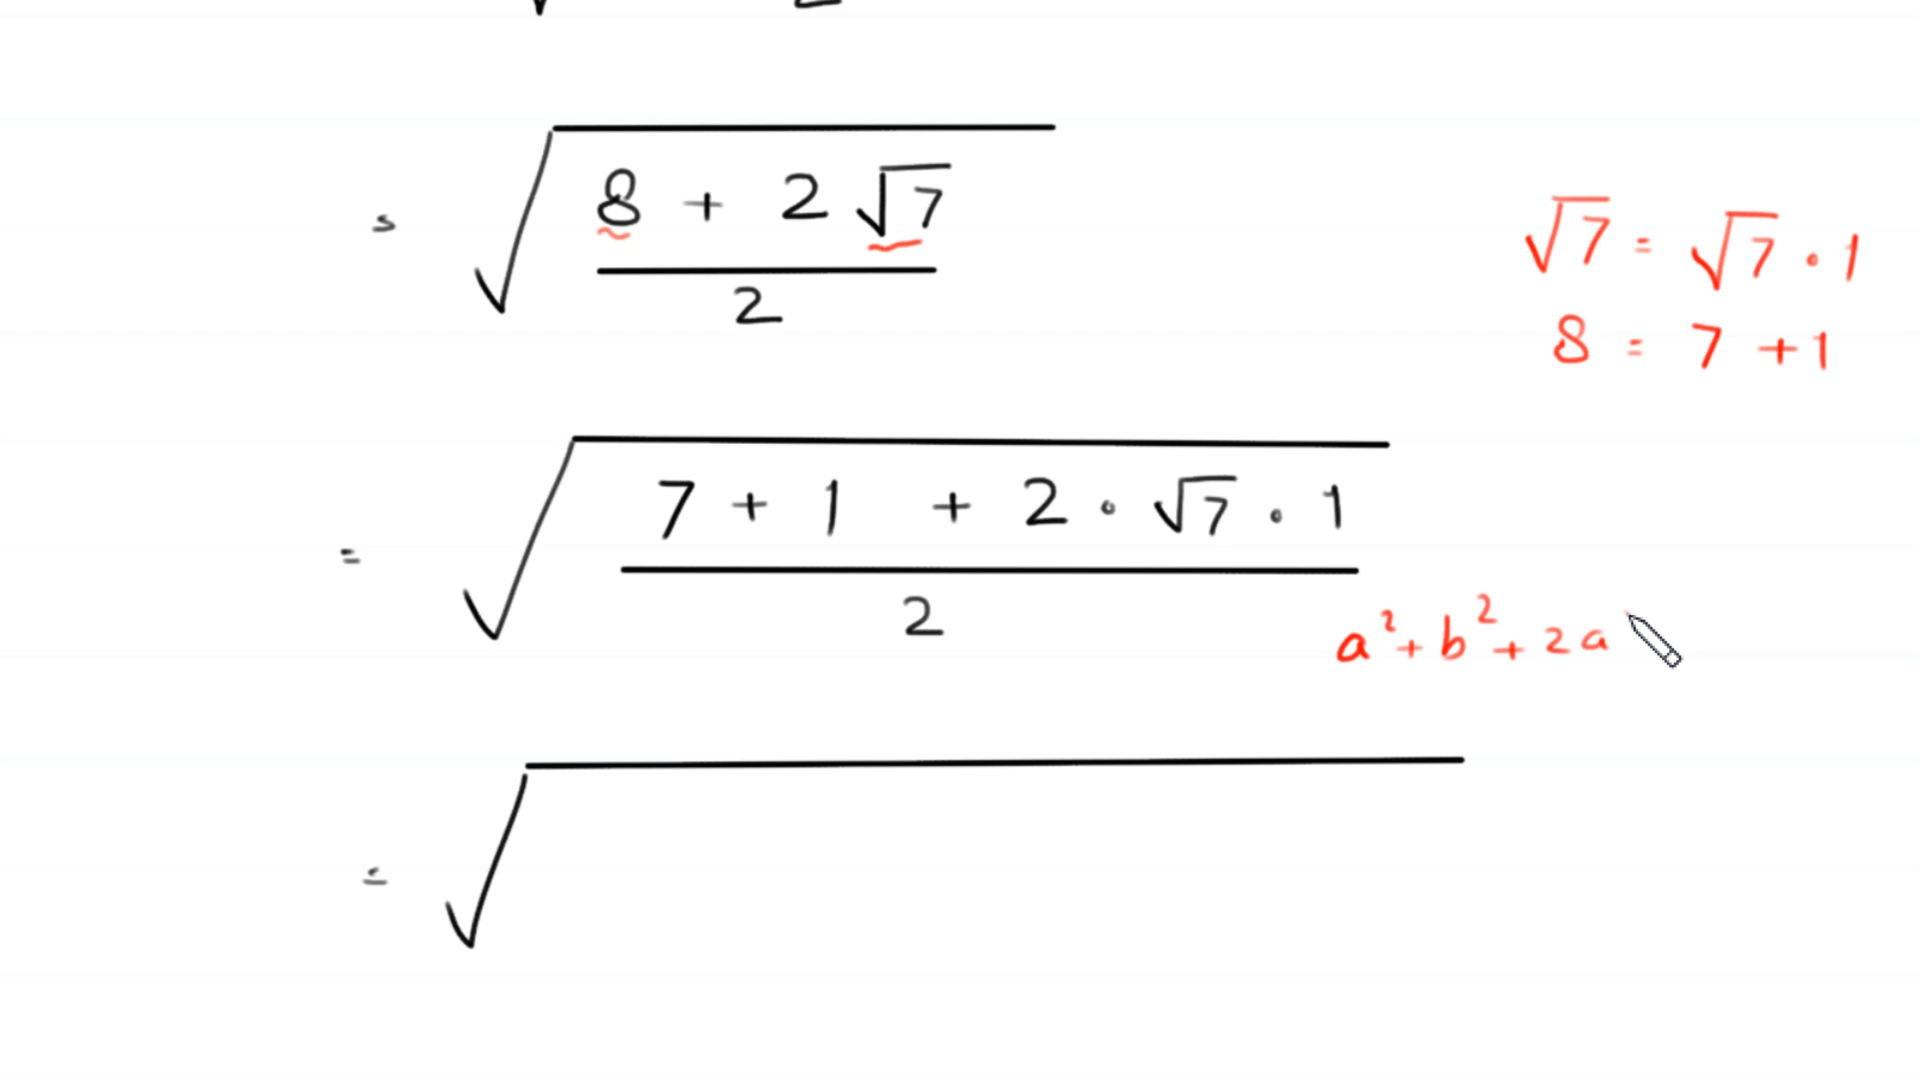 = √((8 + 2√7)/2)
√7 = √7 · 1
8 = 7 + 1
= √((7 + 1 + 2 · √7 · 1)/2)
a² + b² + 2a
= √